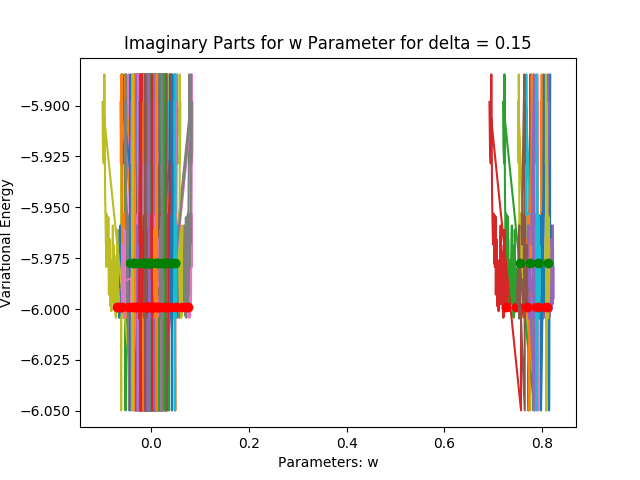 Imaginary Parts for w Parameter for delta = 0.15
Variational Energy
−5.900
−5.925
−5.950
−5.975
−6.000
−6.025
−6.050
0.0 0.2 0.4 0.6 0.8
Parameters: w